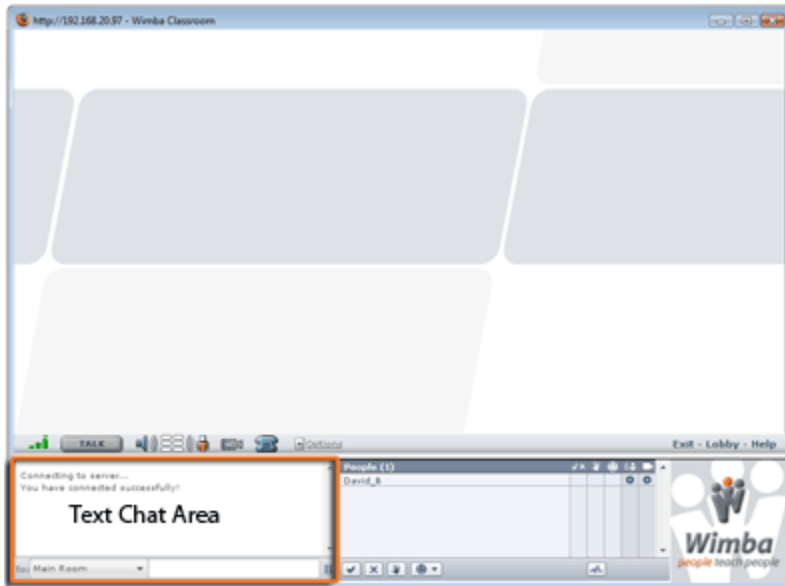 http://192.168.20.97 - Wimba Classroom
TALK
Options
Exit - Lobby - Help
Connecting to server...
You have connected successfully!
Text Chat Area
People (1)
David_B
Main Room
Wimba
people teach people